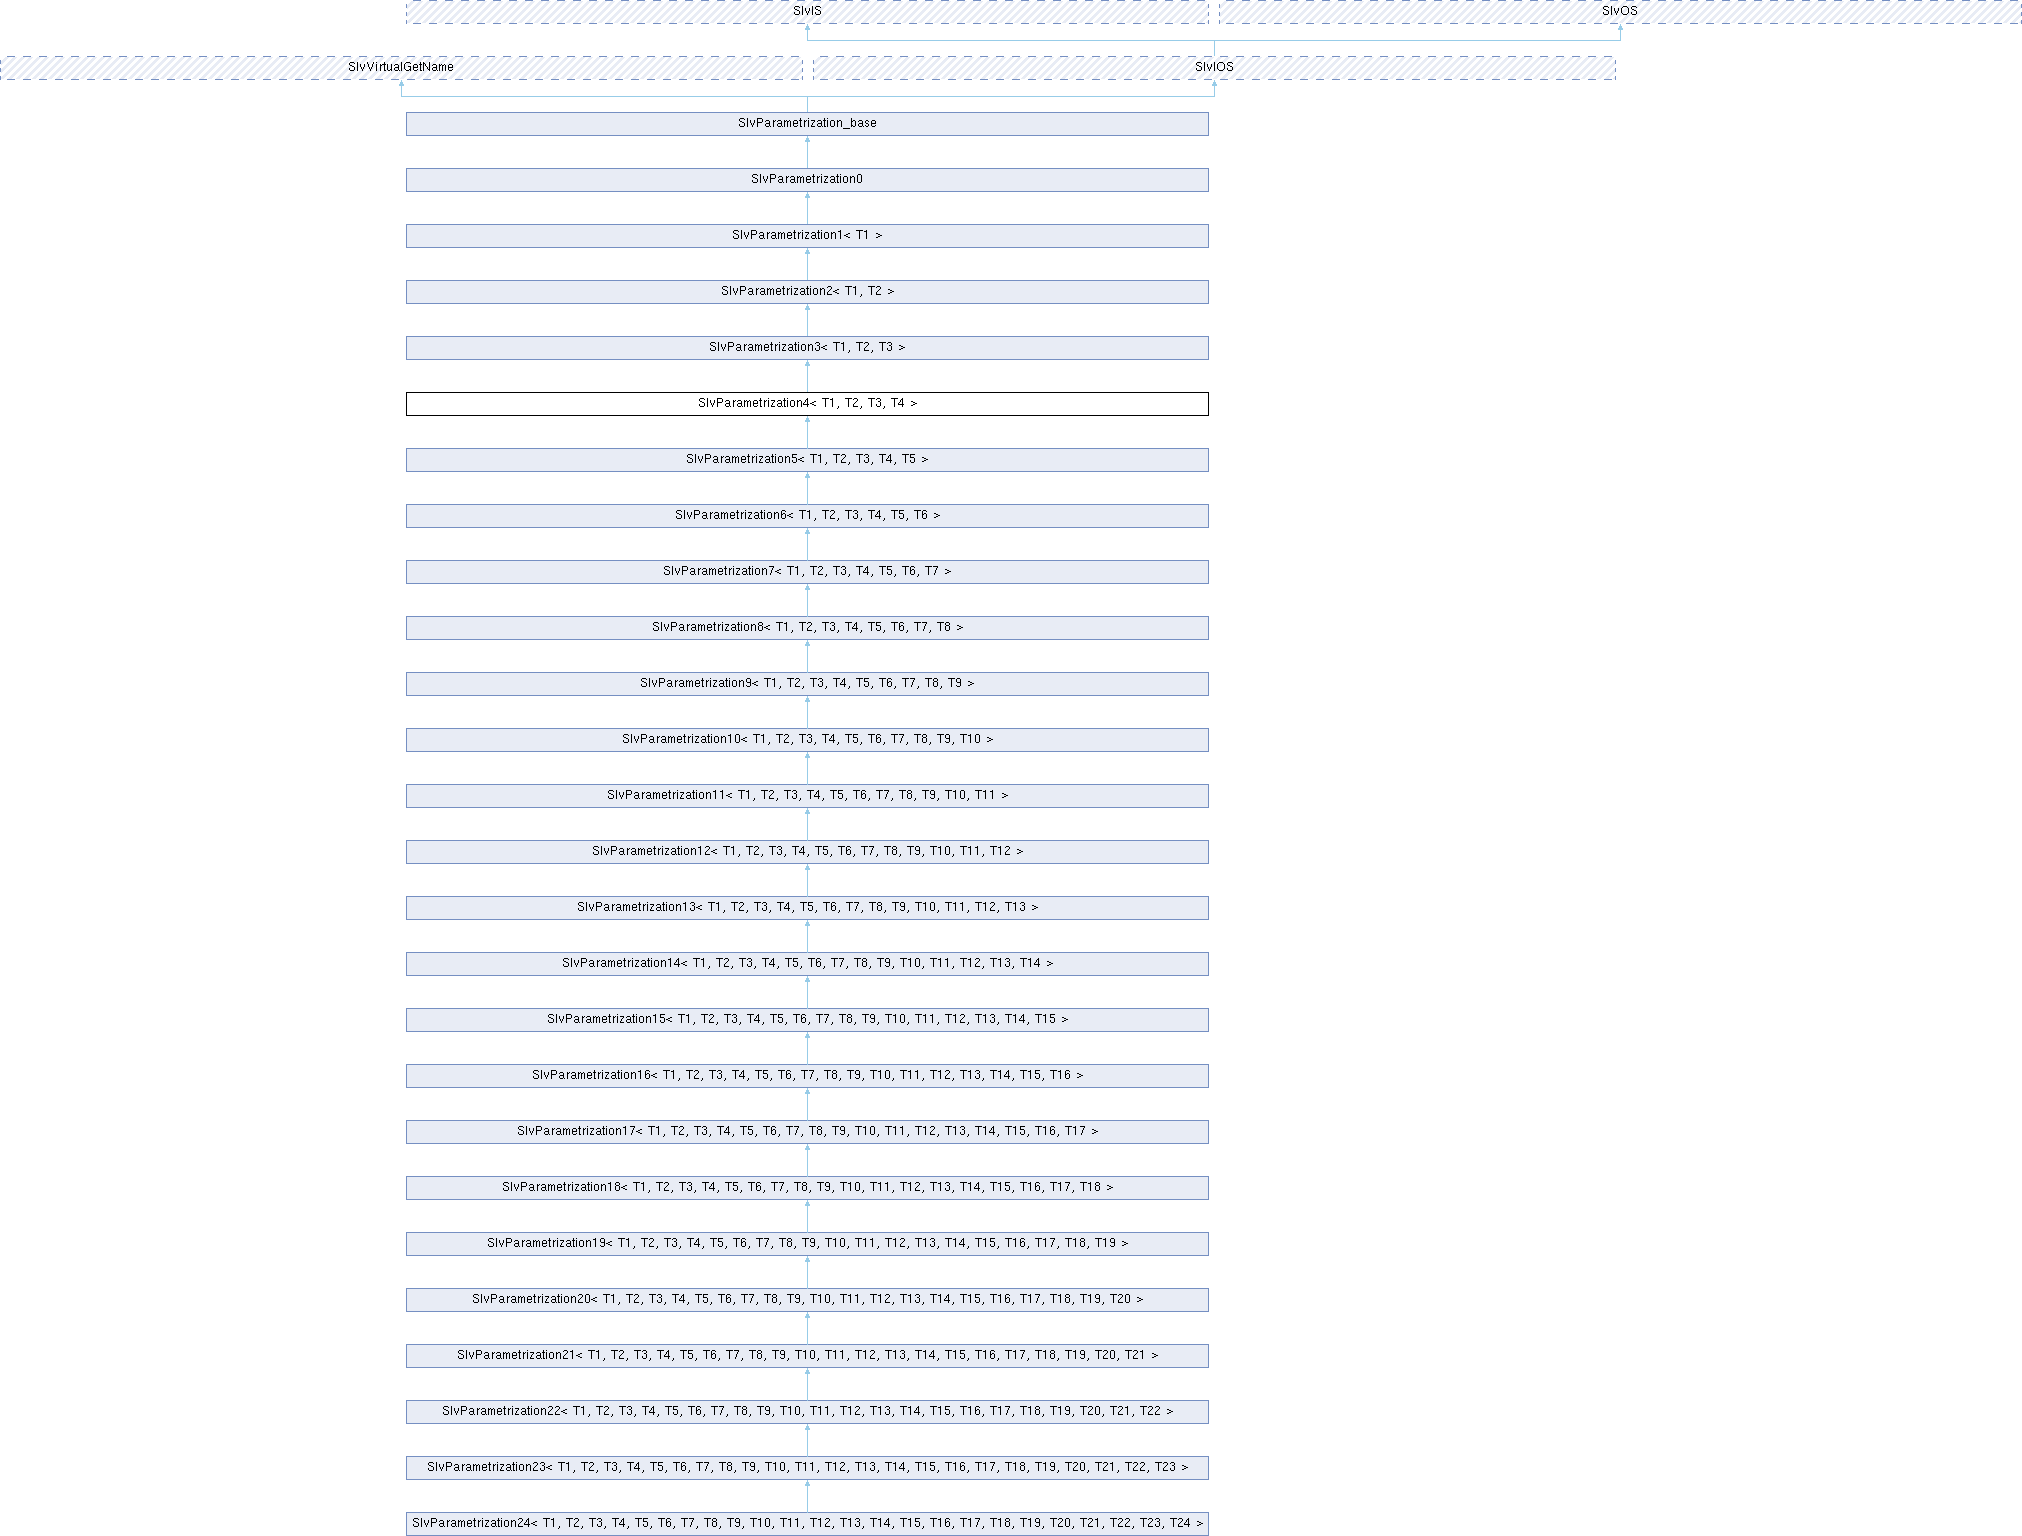 SlvIS
SlvOS
SlvVirtualGetName
SlvIOS
SlvParametrization_base
SlvParametrization0
SlvParametrization1< T1 >
SlvParametrization2< T1, T2 >
SlvParametrization3< T1, T2, T3 >
SlvParametrization4< T1, T2, T3, T4 >
SlvParametrization5< T1, T2, T3, T4, T5 >
SlvParametrization6< T1, T2, T3, T4, T5, T6 >
SlvParametrization7< T1, T2, T3, T4, T5, T6, T7 >
SlvParametrization8< T1, T2, T3, T4, T5, T6, T7, T8 >
SlvParametrization9< T1, T2, T3, T4, T5, T6, T7, T8, T9 >
SlvParametrization10< T1, T2, T3, T4, T5, T6, T7, T8, T9, T10 >
SlvParametrization11< T1, T2, T3, T4, T5, T6, T7, T8, T9, T10, T11 >
SlvParametrization12< T1, T2, T3, T4, T5, T6, T7, T8, T9, T10, T11, T12 >
SlvParametrization13< T1, T2, T3, T4, T5, T6, T7, T8, T9, T10, T11, T12, T13 >
SlvParametrization14< T1, T2, T3, T4, T5, T6, T7, T8, T9, T10, T11, T12, T13, T14 >
SlvParametrization15< T1, T2, T3, T4, T5, T6, T7, T8, T9, T10, T11, T12, T13, T14, T15 >
SlvParametrization16< T1, T2, T3, T4, T5, T6, T7, T8, T9, T10, T11, T12, T13, T14, T15, T16 >
SlvParametrization17< T1, T2, T3, T4, T5, T6, T7, T8, T9, T10, T11, T12, T13, T14, T15, T16, T17 >
SlvParametrization18< T1, T2, T3, T4, T5, T6, T7, T8, T9, T10, T11, T12, T13, T14, T15, T16, T17, T18 >
SlvParametrization19< T1, T2, T3, T4, T5, T6, T7, T8, T9, T10, T11, T12, T13, T14, T15, T16, T17, T18, T19 >
SlvParametrization20< T1, T2, T3, T4, T5, T6, T7, T8, T9, T10, T11, T12, T13, T14, T15, T16, T17, T18, T19, T20 >
SlvParametrization21< T1, T2, T3, T4, T5, T6, T7, T8, T9, T10, T11, T12, T13, T14, T15, T16, T17, T18, T19, T20, T21 >
SlvParametrization22< T1, T2, T3, T4, T5, T6, T7, T8, T9, T10, T11, T12, T13, T14, T15, T16, T17, T18, T19, T20, T21, T22 >
SlvParametrization23< T1, T2, T3, T4, T5, T6, T7, T8, T9, T10, T11, T12, T13, T14, T15, T16, T17, T18, T19, T20, T21, T22, T23 >
SlvParametrization24< T1, T2, T3, T4, T5, T6, T7, T8, T9, T10, T11, T12, T13, T14, T15, T16, T17, T18, T19, T20, T21, T22, T23, T24 >